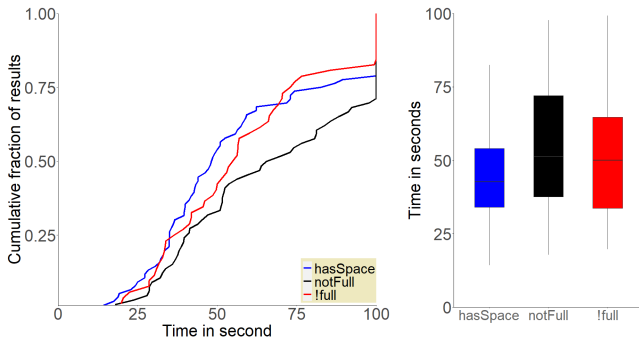 1.00
0.75
0.50
0.25
Cumulative fraction of results
0
25
50
75
100
Time in second
hasSpace
notFull
!full
100
75
50
25
0
Time in seconds
hasSpace
notFull
!full